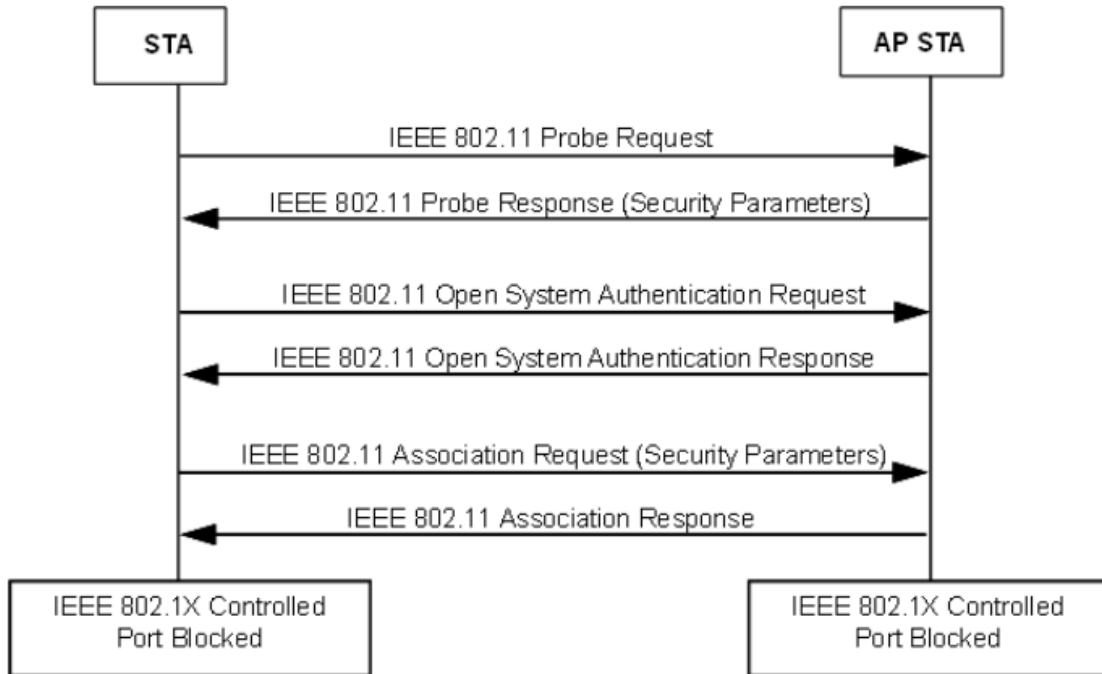 STA
AP STA
IEEE 802.11 Probe Request
IEEE 802.11 Probe Response (Security Parameters)
IEEE 802.11 Open System Authentication Request
IEEE 802.11 Open System Authentication Response
IEEE 802.11 Association Request (Security Parameters)
IEEE 802.11 Association Response
IEEE 802.1X Controlled
Port Blocked
IEEE 802.1X Controlled
Port Blocked